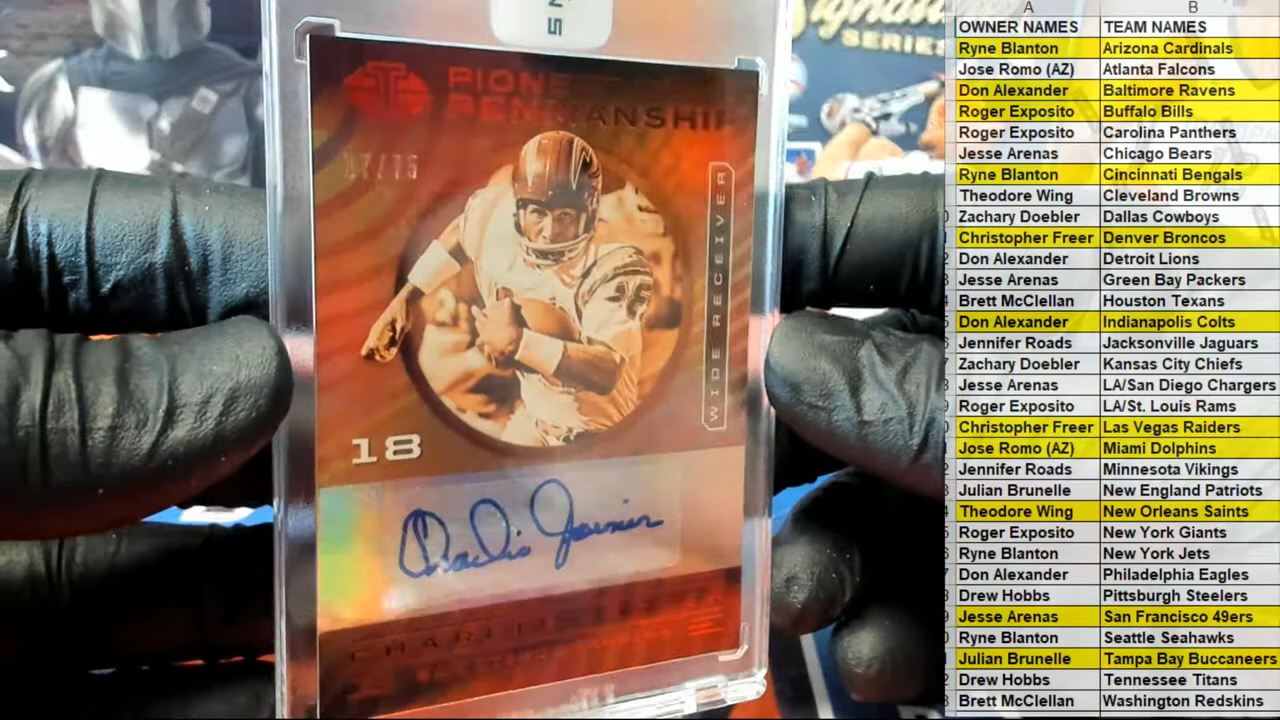 Signature
SERIES
PIONE
PENMANSHIP
WIDE RECEIVER
18
Charlie Joiner
A B
OWNER NAMES TEAM NAMES
Ryne Blanton Arizona Cardinals
Jose Romo (AZ) Atlanta Falcons
Don Alexander Baltimore Ravens
Roger Exposito Buffalo Bills
Roger Exposito Carolina Panthers
Jesse Arenas Chicago Bears
Ryne Blanton Cincinnati Bengals
Theodore Wing Cleveland Browns
Zachary Doebler Dallas Cowboys
Christopher Freer Denver Broncos
Don Alexander Detroit Lions
Jesse Arenas Green Bay Packers
Brett McClellan Houston Texans
Don Alexander Indianapolis Colts
Jennifer Roads Jacksonville Jaguars
Zachary Doebler Kansas City Chiefs
Jesse Arenas LA/San Diego Chargers
Roger Exposito LA/St. Louis Rams
Christopher Freer Las Vegas Raiders
Jose Romo (AZ) Miami Dolphins
Jennifer Roads Minnesota Vikings
Julian Brunelle New England Patriots
Theodore Wing New Orleans Saints
Roger Exposito New York Giants
Ryne Blanton New York Jets
Don Alexander Philadelphia Eagles
Drew Hobbs Pittsburgh Steelers
Jesse Arenas San Francisco 49ers
Ryne Blanton Seattle Seahawks
Julian Brunelle Tampa Bay Buccaneers
Drew Hobbs Tennessee Titans
Brett McClellan Washington Redskins